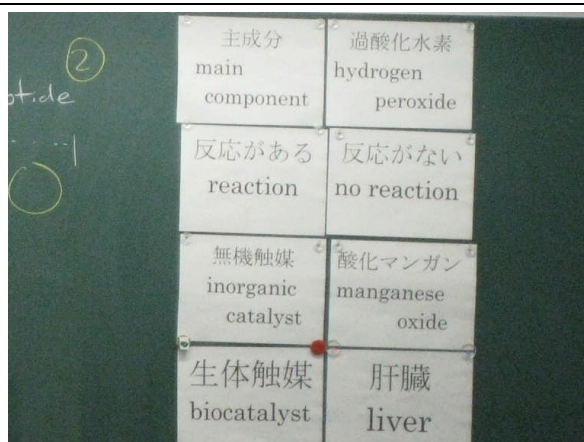 ②
主成分
main
component
過酸化水素
hydrogen
peroxide
反応がある
reaction
反応がない
no reaction
無機触媒
inorganic
catalyst
酸化マンガン
manganese
oxide
生体触媒
biocatalyst
肝臓
liver